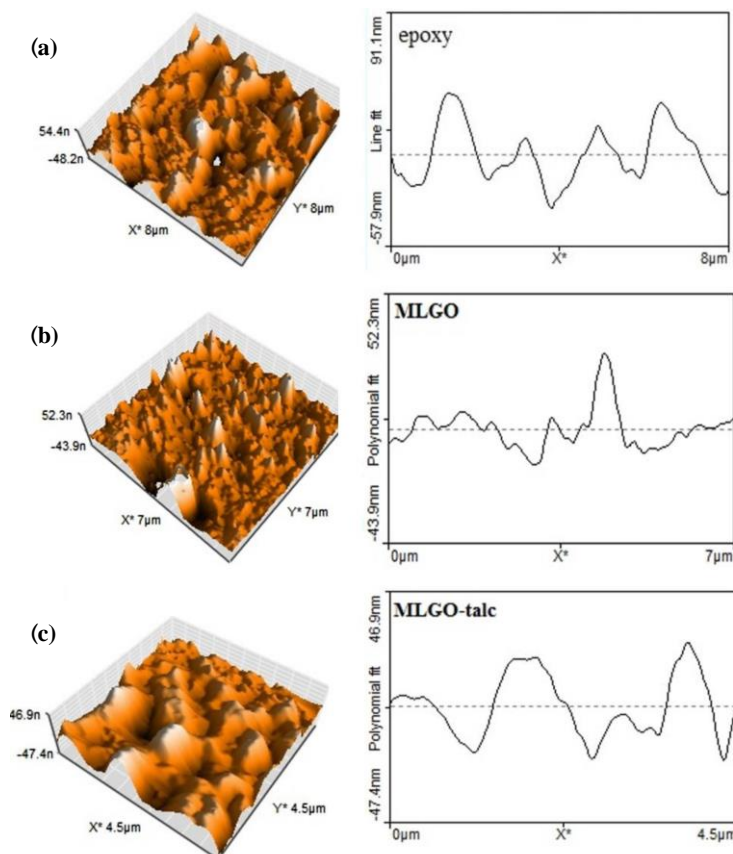 (a)
54.4n
-48.2n
X* 8µm
Y* 8µm
epoxy
91.1nm
Line fit
-57.9nm
0µm
X*
8µm
(b)
52.3n
-43.9n
X* 7µm
Y* 7µm
MLGO
52.3nm
Polynomial fit
-43.9nm
0µm
X*
7µm
(c)
46.9n
-47.4n
X* 4.5µm
Y* 4.5µm
MLGO-talc
46.9nm
Polynomial fit
-47.4nm
0µm
X*
4.5µm